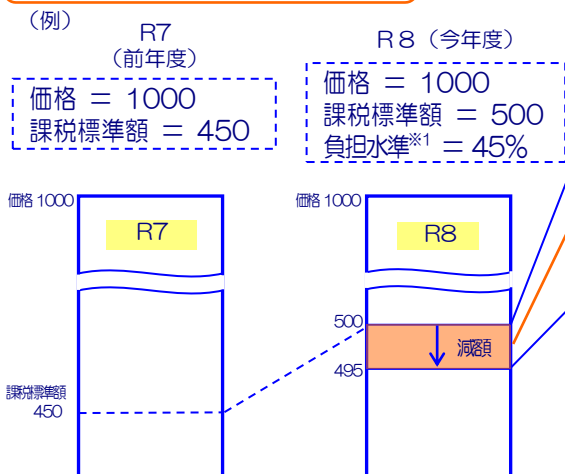 (例)
R7
(前年度)
価格 = 1000
課税標準額 = 450
R8(今年度)
価格 = 1000
課税標準額 = 500
負担水準※1 = 45%
価格 1000
R7
課税標準額
450
価格 1000
R8
500
減額
495